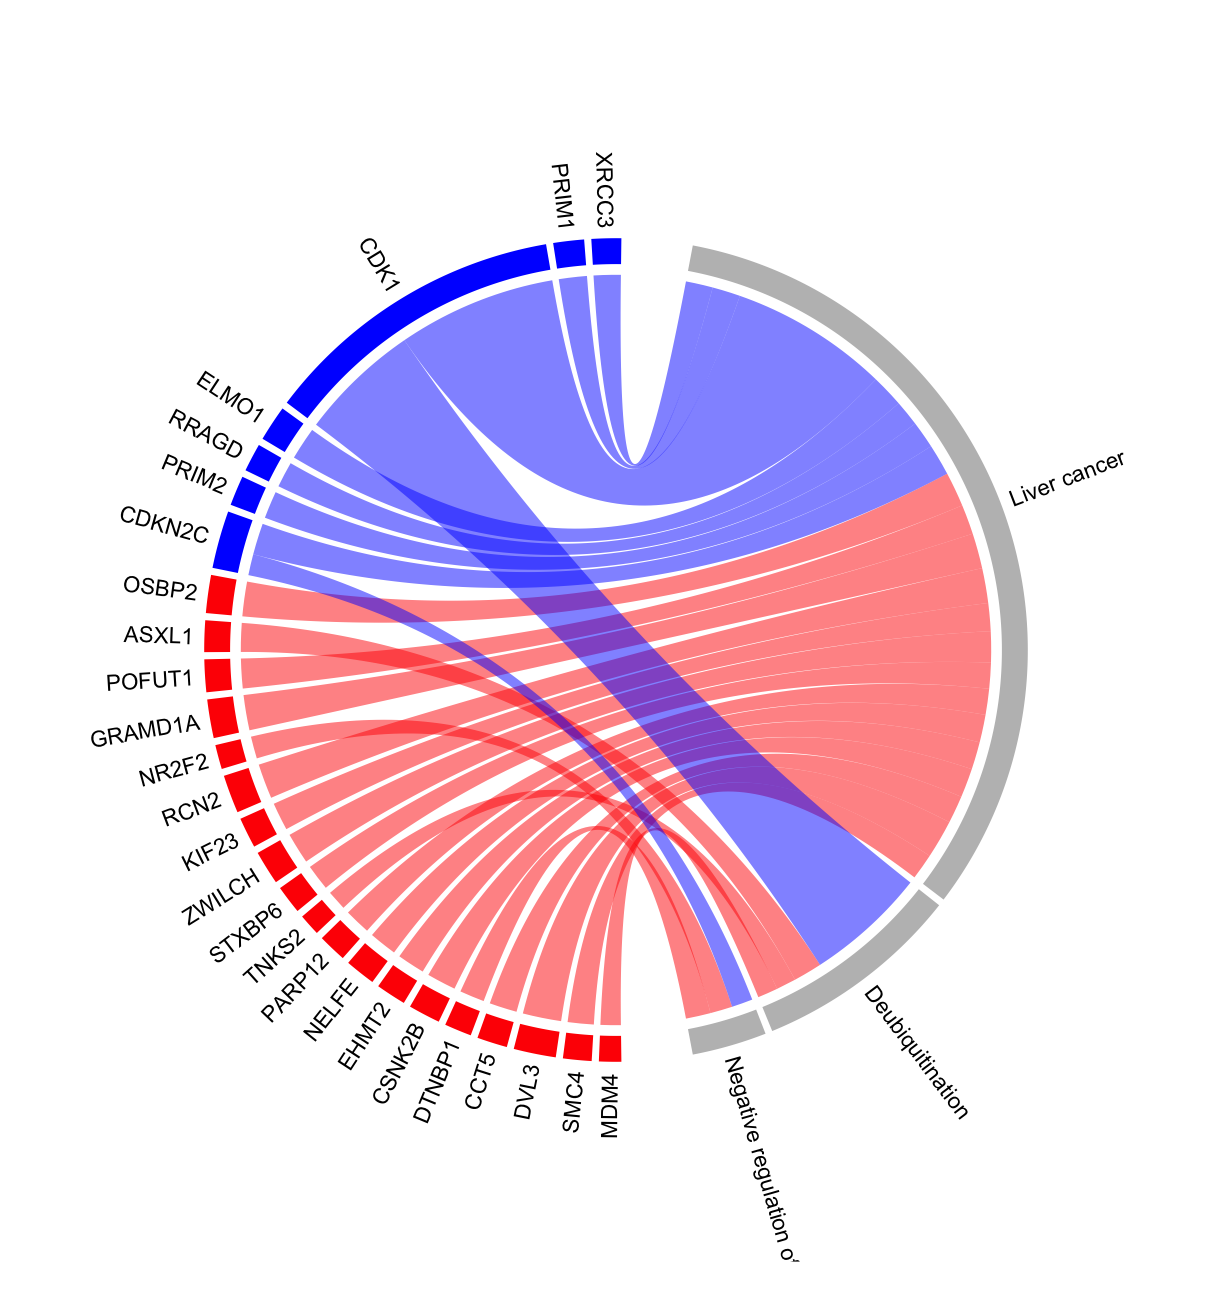 XRCC3
PRIM1
CDK1
ELMO1
RRAGD
PRIM2
CDKN2C
OSBP2
ASXL1
POFUT1
GRAMD1A
NR2F2
RCN2
KIF23
ZWILCH
STXBP6
TNKS2
PARP12
NELFE
EHMT2
CSNK2B
DTNBP1
CCT5
DVL3
SMC4
MDM4
Liver cancer
Deubiquitination
Negative regulation of